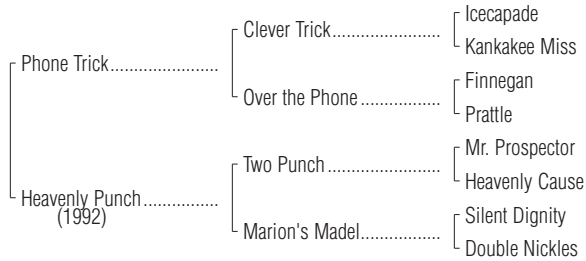 Icecapade
Clever Trick....................
Kankakee Miss
Phone Trick....................
Finnegan
Over the Phone....................
Prattle
Mr. Prospector
Two Punch....................
Heavenly Cause
Heavenly Punch....................
(1992)
Silent Dignity
Marion's Madel....................
Double Nickles